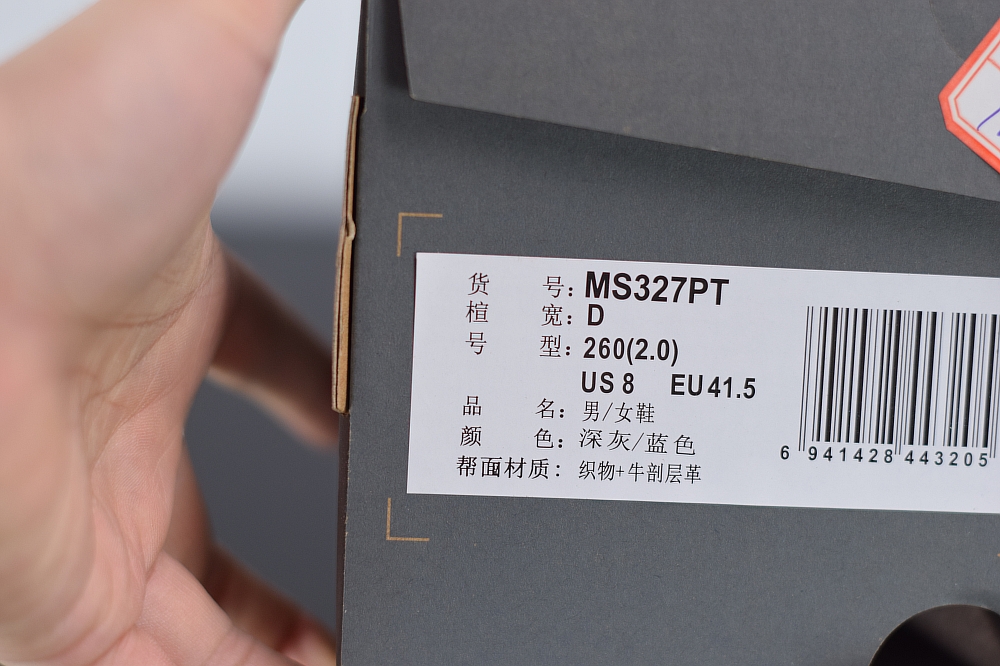 货 号: MS327PT
楦 宽: D
号 型: 260(2.0)
US 8 EU 41.5
品 名: 男/女鞋
颜 色: 深灰/蓝色
帮面材质: 织物+牛剖层革
6 941428 443205